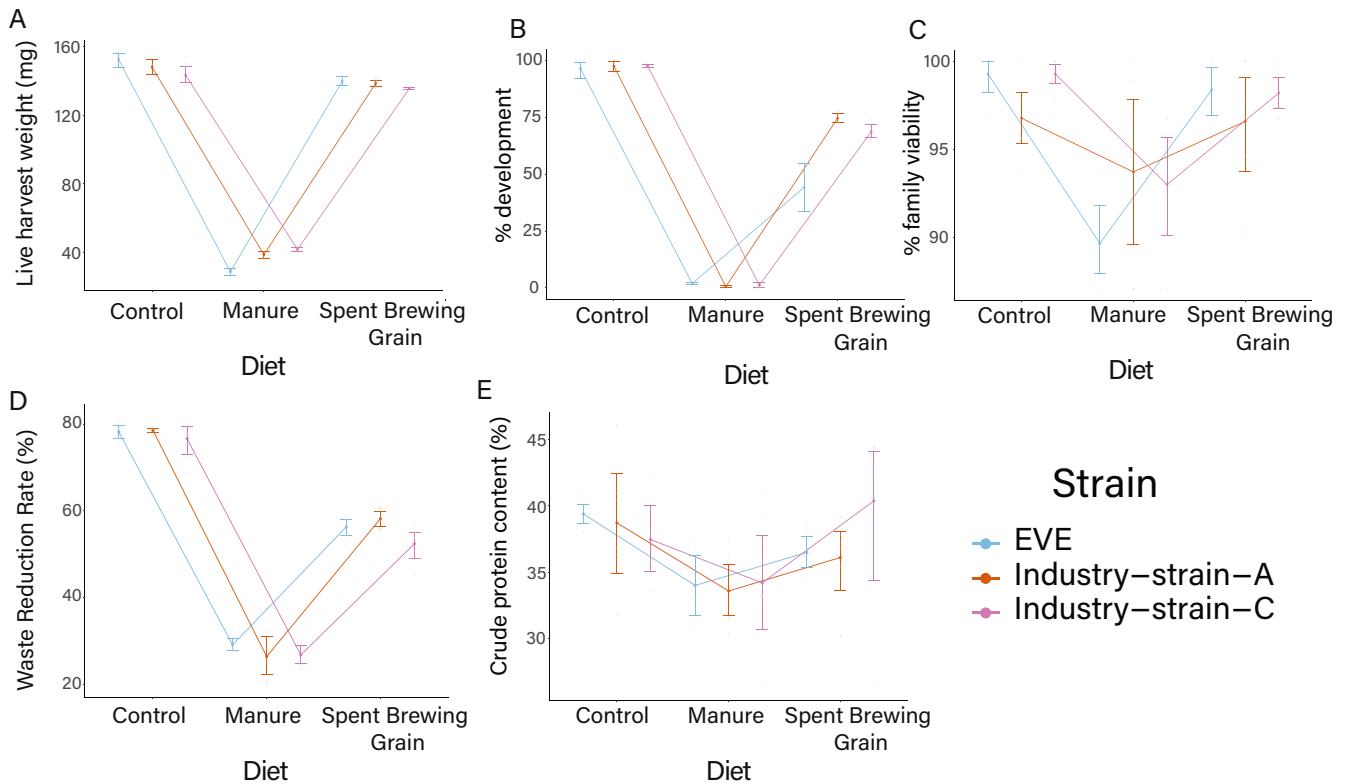 A
Live harvest weight (mg)
160
120
80
40
Control
Manure
Spent Brewing
Grain
Diet
B
% development
100
75
50
25
0
Control
Manure
Spent Brewing
Grain
Diet
C
% family viability
100
95
90
Control
Manure
Spent Brewing
Grain
Diet
D
Waste Reduction Rate (%)
80
60
40
20
Control
Manure
Spent Brewing
Grain
Diet
E
Crude protein content (%)
45
40
35
30
Control
Manure
Spent Brewing
Grain
Diet
Strain
EVE
Industry−strain−A
Industry−strain−C